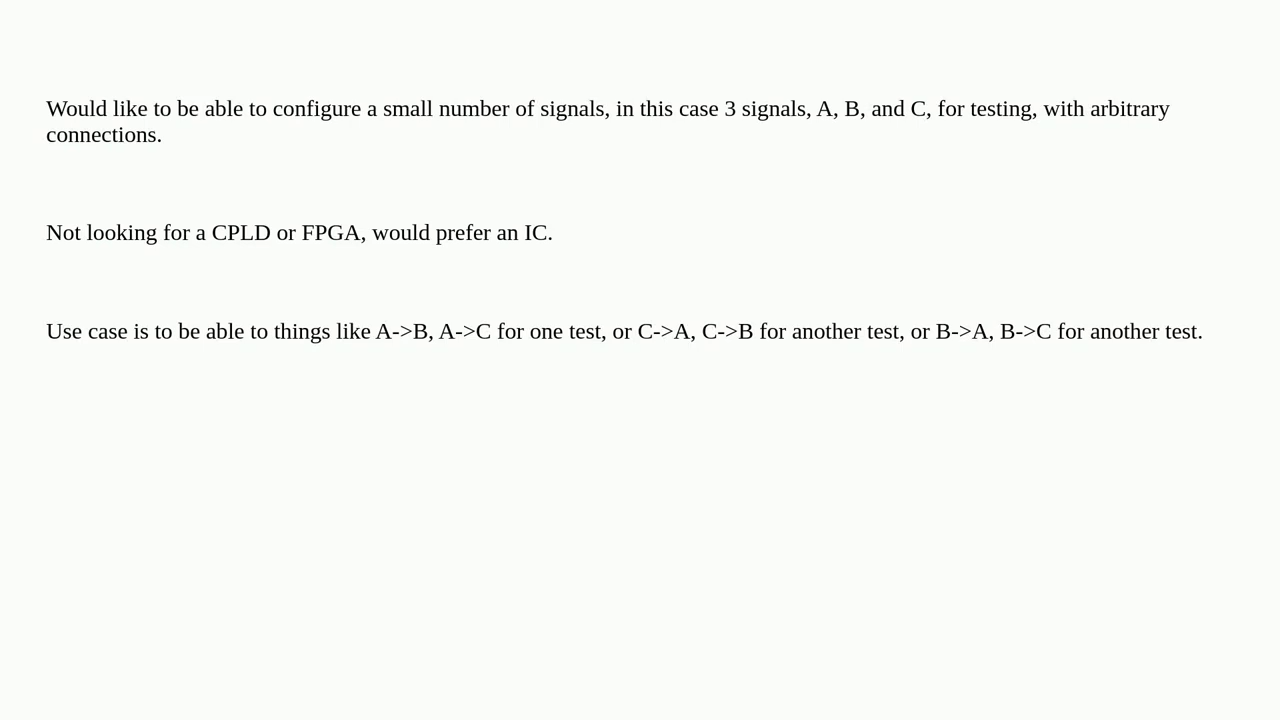 Would like to be able to configure a small number of signals, in this case 3 signals, A, B, and C, for testing, with arbitrary
connections.
Not looking for a CPLD or FPGA, would prefer an IC.
Use case is to be able to things like A->B, A->C for one test, or C->A, C->B for another test, or B->A, B->C for another test.